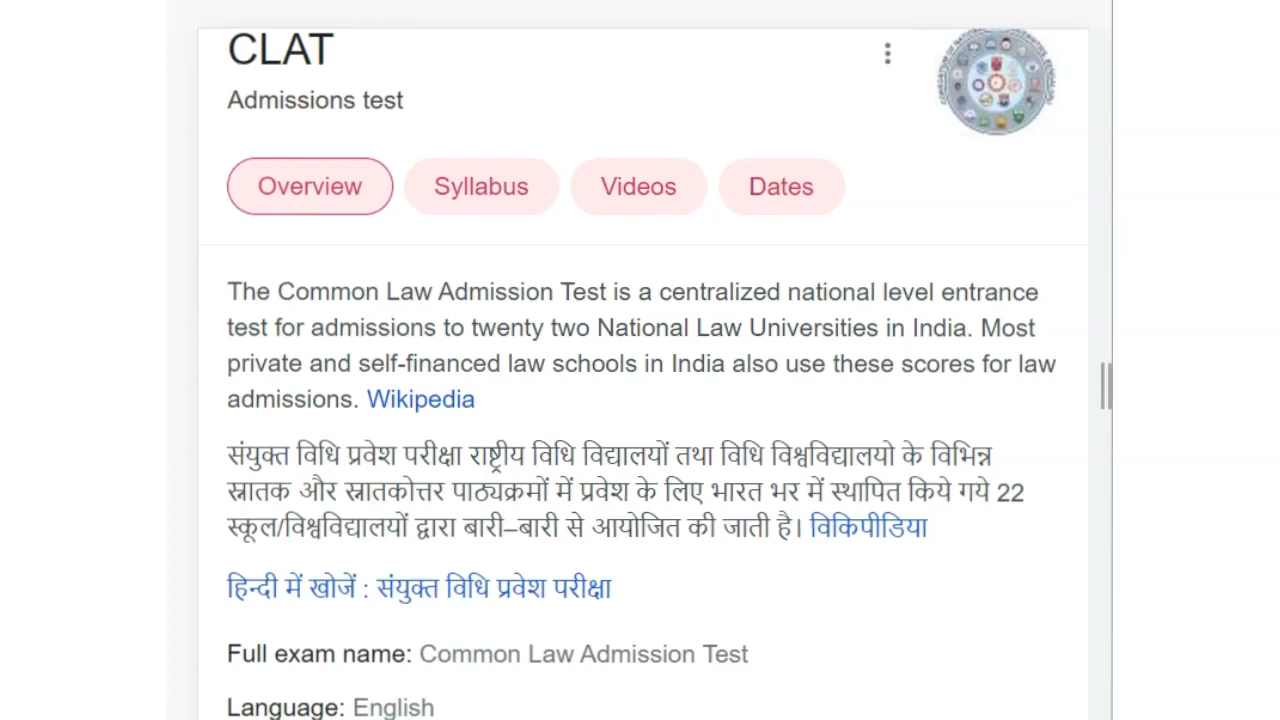 CLAT
Admissions test
Overview
Syllabus
Videos
Dates
The Common Law Admission Test is a centralized national level entrance
test for admissions to twenty two National Law Universities in India. Most
private and self-financed law schools in India also use these scores for law
admissions. Wikipedia
संयुक्त विधि प्रवेश परीक्षा राष्ट्रीय विधि विद्यालयों तथा विधि विश्वविद्यालयो के विभिन्न
स्नातक और स्नातकोत्तर पाठ्यक्रमों में प्रवेश के लिए भारत भर में स्थापित किये गये 22
स्कूल/विश्वविद्यालयों द्वारा बारी–बारी से आयोजित की जाती है। विकिपीडिया
हिन्दी में खोजें : संयुक्त विधि प्रवेश परीक्षा
Full exam name: Common Law Admission Test
Language: English